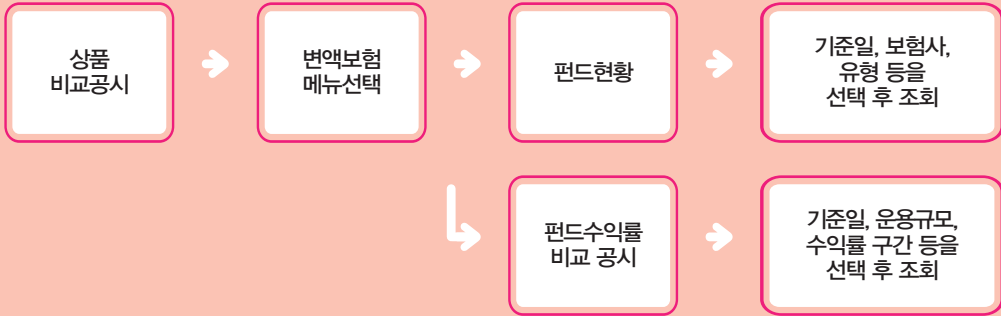 상품
비교공시
변액보험
메뉴선택
펀드현황
기준일, 보험사,
유형 등을
선택 후 조회
펀드수익률
비교 공시
기준일, 운용규모,
수익률 구간 등을
선택 후 조회